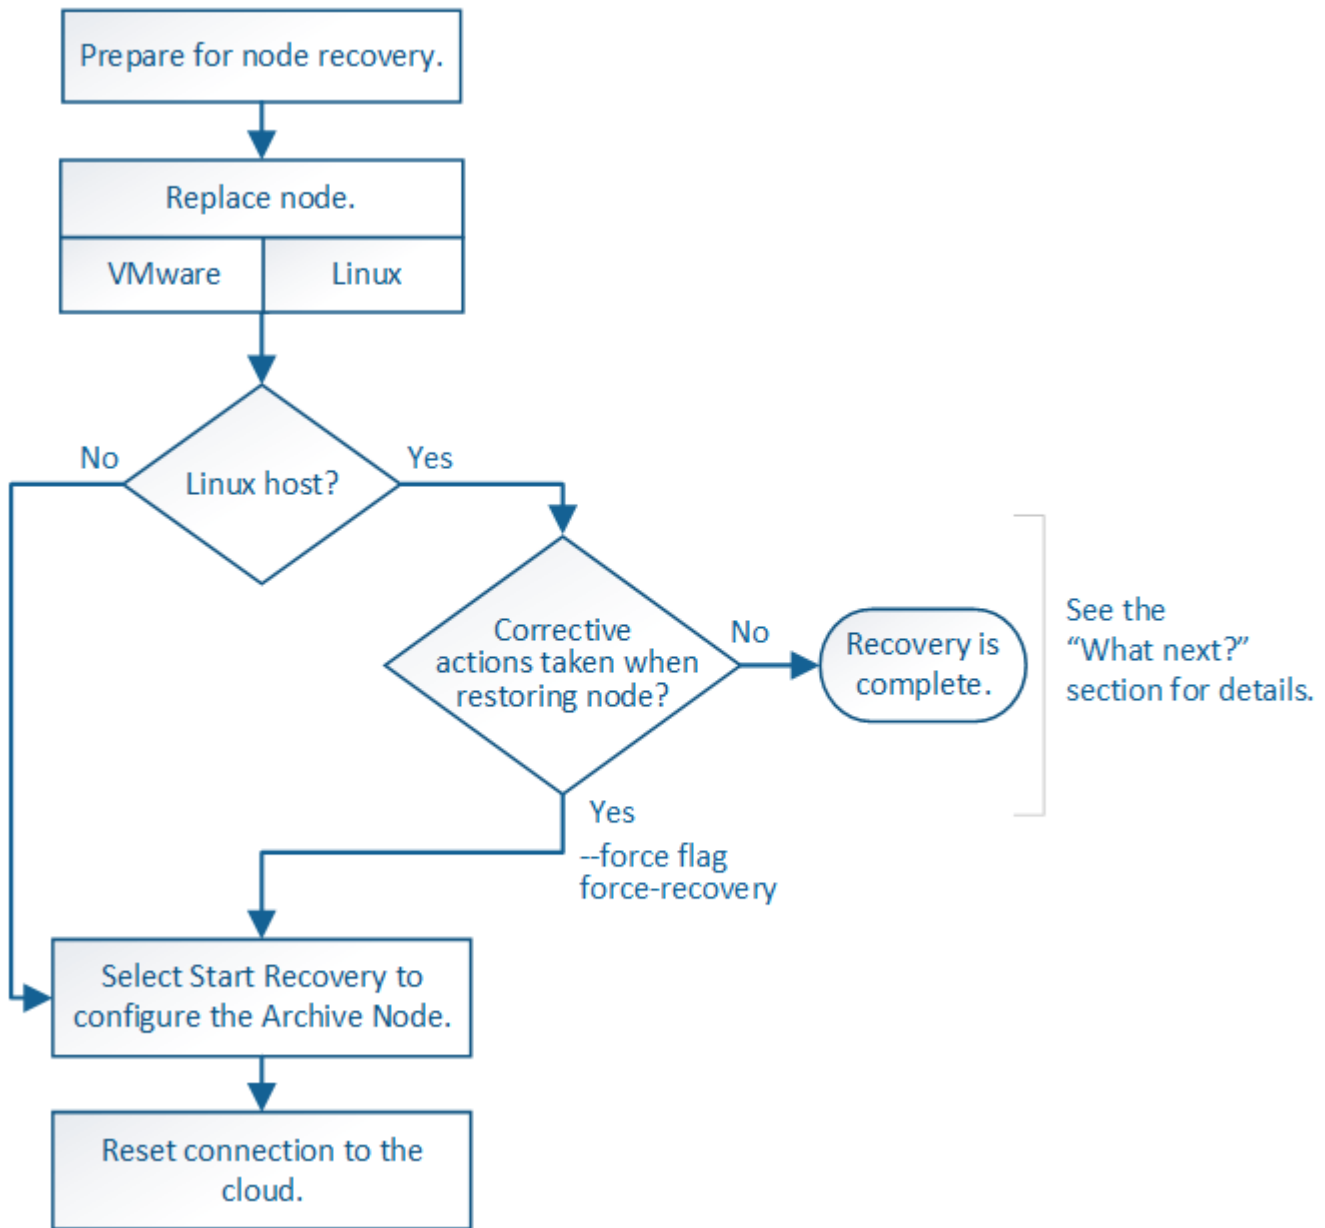 Prepare for node recovery.
Replace node.
VMware
Linux
No
Yes
Linux host?
Corrective
actions taken when
restoring node?
No
Recovery is
complete.
See the
“What next?”
section for details.
Yes
--force flag
force-recovery
Select Start Recovery to
configure the Archive Node.
Reset connection to the
cloud.